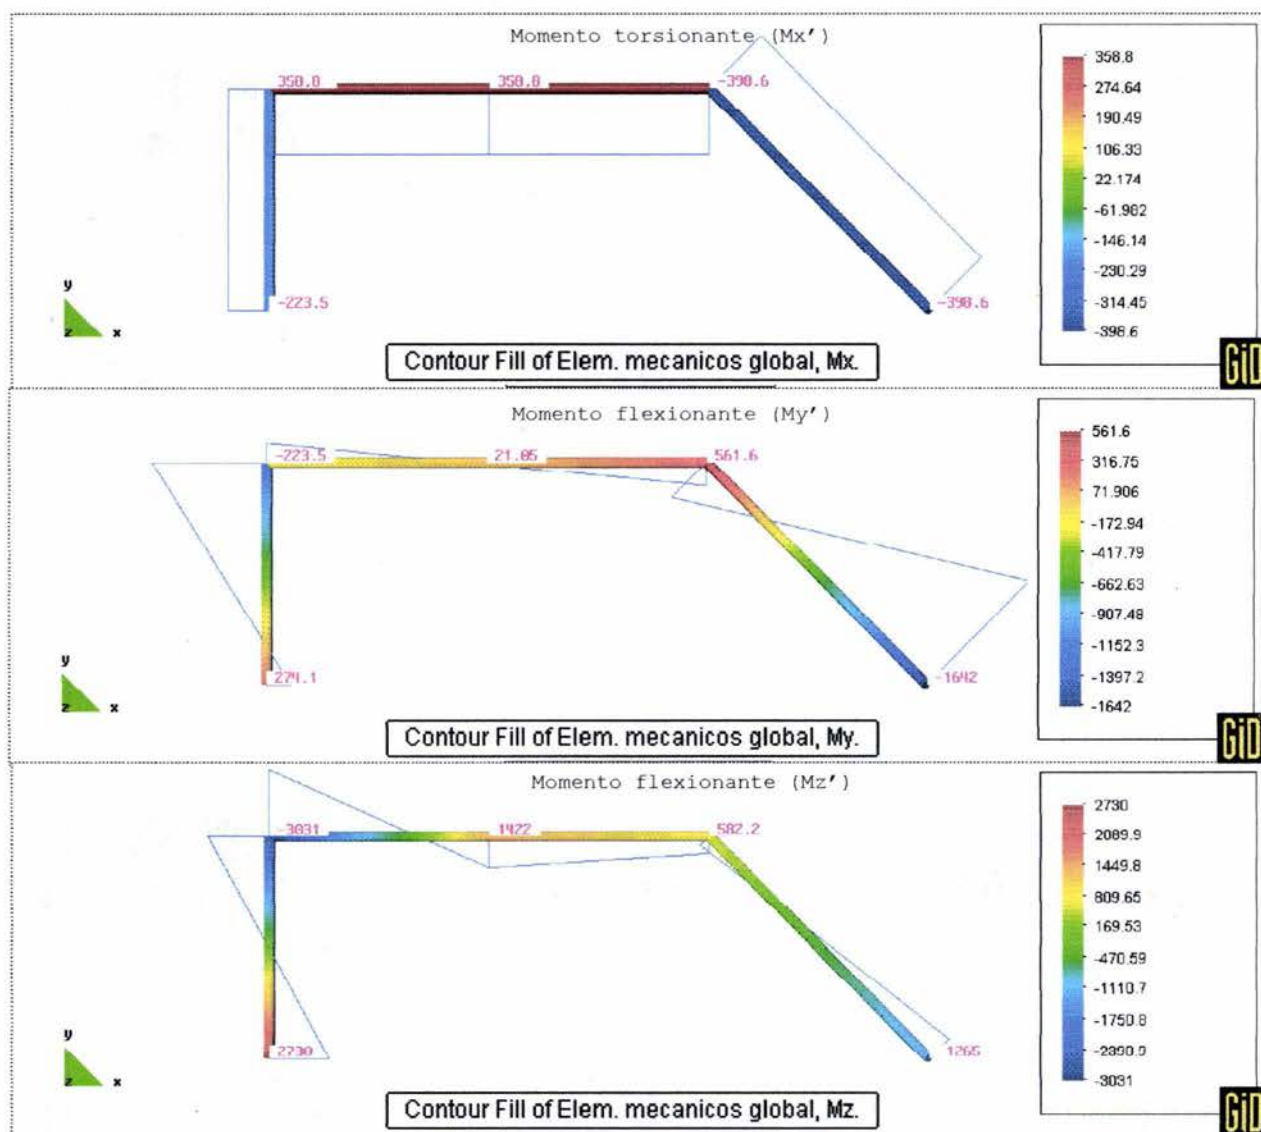 Momento torsionante (Mx')
358.8
358.8
-398.6
-223.5
-398.6
y
z
x
358.8
274.64
190.49
106.33
22.174
-61.982
-146.14
-230.29
-314.45
-398.6
Contour Fill of Elem. mecanicos global, Mx.
GiD
Momento flexionante (My')
-223.5
21.05
561.6
274.1
-1642
y
z
x
561.6
316.75
71.906
-172.94
-417.79
-662.63
-907.48
-1152.3
-1397.2
-1642
Contour Fill of Elem. mecanicos global, My.
GiD
Momento flexionante (Mz')
-3031
1422
582.2
2730
1265
y
z
x
2730
2089.9
1449.8
809.65
169.53
-470.59
-1110.7
-1750.8
-2390.9
-3031
Contour Fill of Elem. mecanicos global, Mz.
GiD